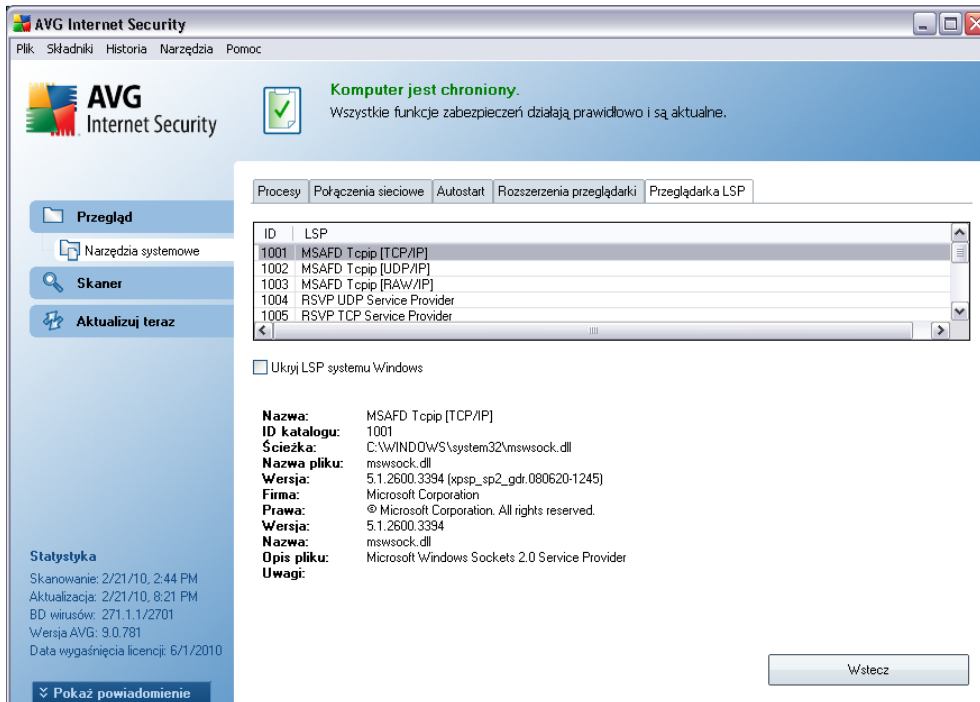 AVG Internet Security
Plik Składniki Historia Narzędzia Pomoc
AVG
Internet Security
Komputer jest chroniony.
Wszystkie funkcje zabezpieczeń działają prawidłowo i są aktualne.
Przegląd
Narzędzia systemowe
Skaner
Aktualizuj teraz
Procesy Połączenia sieciowe Autostart Rozszerzenia przeglądarki Przeglądarka LSP
ID LSP
1001 MSAFD Tcpip [TCP/IP]
1002 MSAFD Tcpip [UDP/IP]
1003 MSAFD Tcpip [RAW/IP]
1004 RSVP UDP Service Provider
1005 RSVP TCP Service Provider
Ukryj LSP systemu Windows
Nazwa: MSAFD Tcpip [TCP/IP]
ID katalogu: 1001
Ścieżka: C:\WINDOWS\system32\mswsock.dll
Nazwa pliku: mswsock.dll
Wersja: 5.1.2600.3394 (xpsp_sp2_gdr.080620-1245)
Firma: Microsoft Corporation
Prawa: © Microsoft Corporation. All rights reserved.
Wersja: 5.1.2600.3394
Nazwa: mswsock.dll
Opis pliku: Microsoft Windows Sockets 2.0 Service Provider
Uwagi:
Statystyka
Skanowanie: 2/21/10, 2:44 PM
Aktualizacja: 2/21/10, 8:21 PM
BD wirusów: 271.1.1/2701
Wersja AVG: 9.0.781
Data wygaśnięcia licencji: 6/1/2010
Pokaż powiadomienie
Wstecz